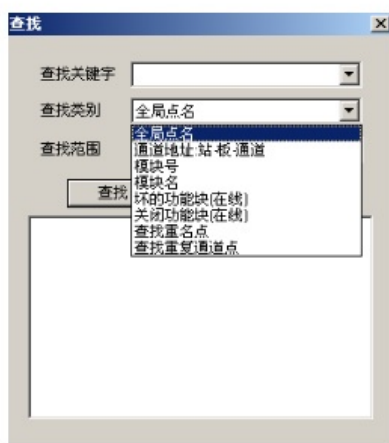 查找
查找关键字
查找类别 全局点名
全局点名
查找范围 通道地址:站-板-通道
模块号
模块名
查找 坏的功能块(在线)
关闭功能块(在线)
查找重名点
查找重复通道点